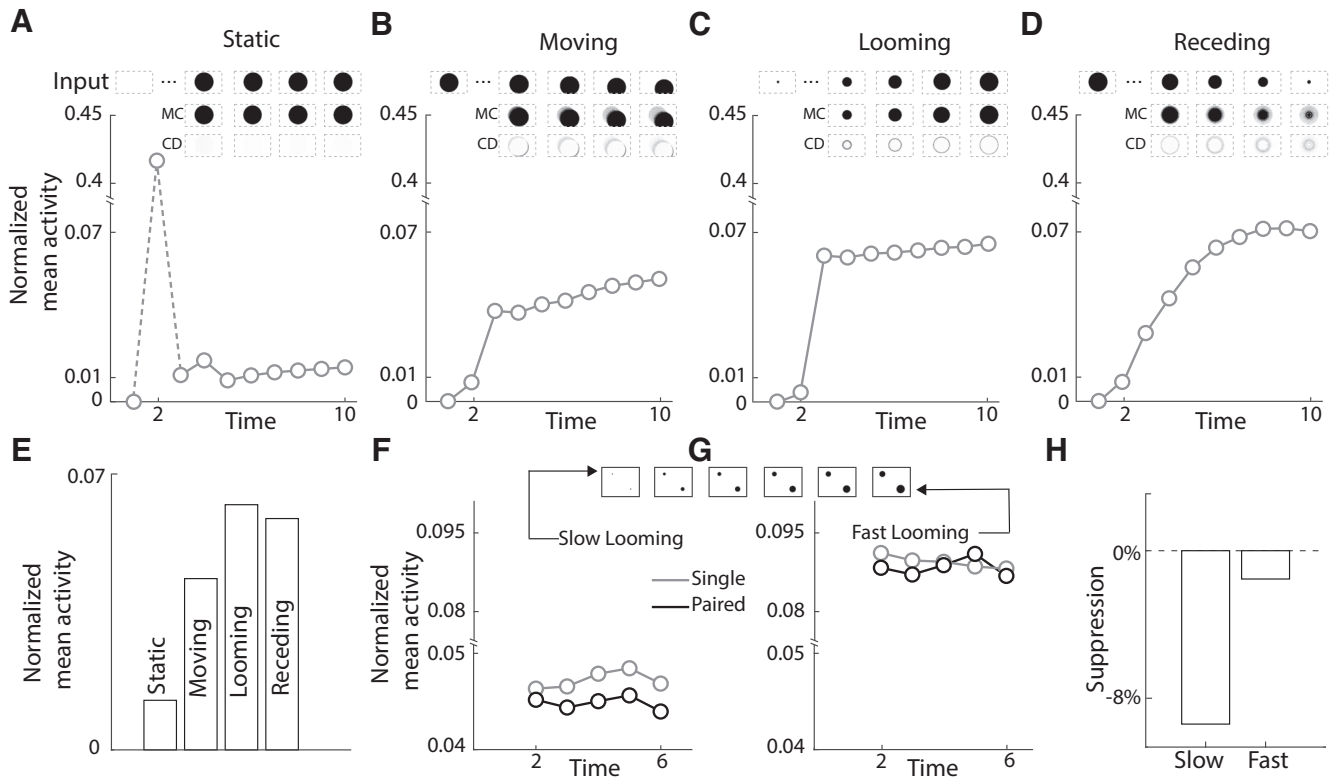 A
Static
B
Moving
C
Looming
D
Receding
Input
...
...
...
...
0.45
MC
0.45
MC
0.45
MC
0.45
MC
CD
CD
CD
CD
0.4
0.4
0.4
0.4
Normalized
mean activity
0.07
0.07
0.07
0.07
0.01
0.01
0.01
0.01
0
0
0
0
2
Time
10
2
Time
10
2
Time
10
2
Time
10
E
Normalized
mean activity
0.07
0
Static
Moving
Looming
Receding
F
Normalized
mean activity
0.095
Slow Looming
Single
Paired
0.08
0.05
0.04
2
Time
6
G
0.095
Fast Looming
0.08
0.05
0.04
2
Time
6
H
Suppression
0%
-8%
Slow
Fast